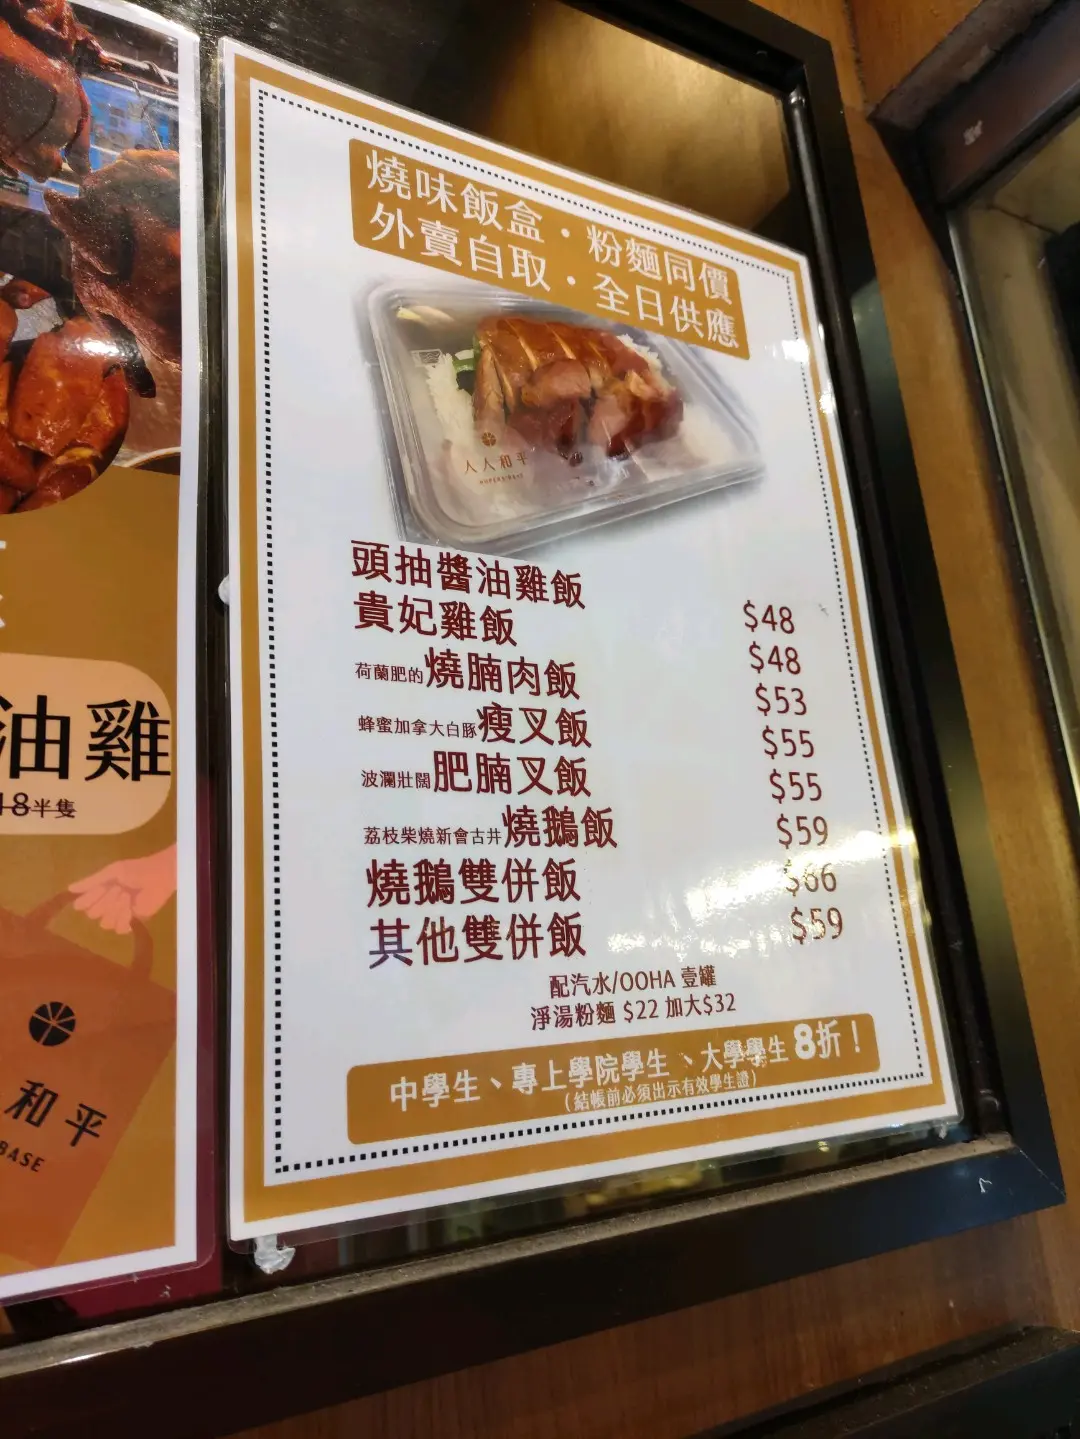 燒味飯盒・粉麵同價
外賣自取・全日供應
人人和平
頭抽醬油雞飯 $48
貴妃雞飯 $48
荷蘭肥的燒腩肉飯 $53
蜂蜜加拿大白豚瘦叉飯 $55
波瀾壯闊肥腩叉飯 $55
荔枝柴燒新會古井燒鵝飯 $59
燒鵝雙併飯 $66
其他雙併飯 $59
配汽水/OOHA 壹罐
淨湯粉麵 $22 加大$32
中學生、專上學院學生、大學學生8折！
(結帳前必須出示有效學生證)
油雞
半隻
和平
BASE